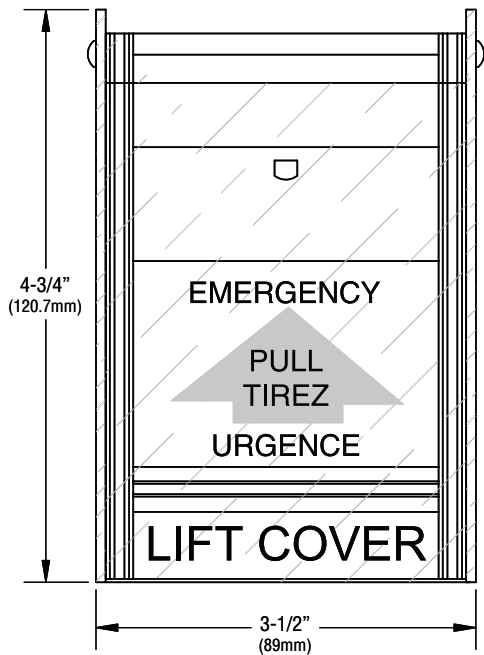 4-3/4”
(120.7mm)
EMERGENCY
PULL
TIREZ
URGENCE
LIFT COVER
3-1/2”
(89mm)